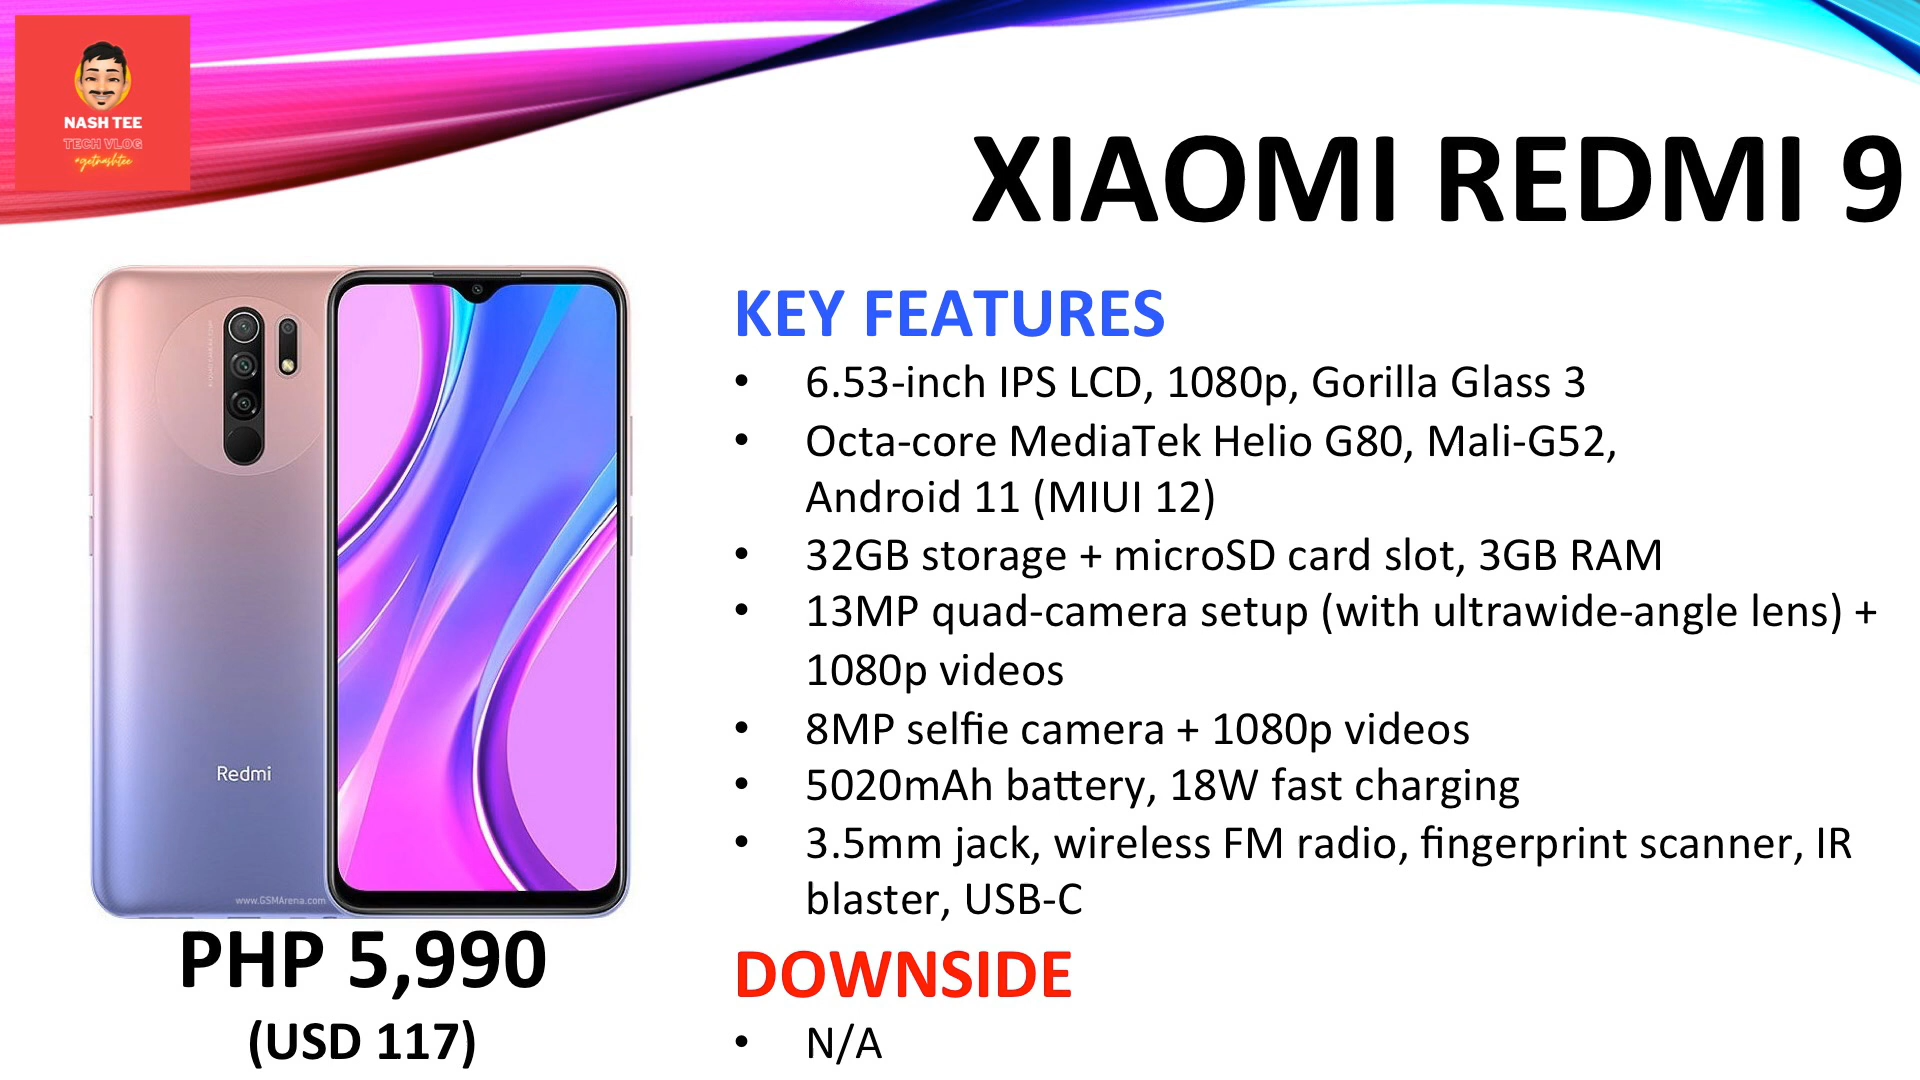 NASH TEE
TECH VLOG
#getnashtee
XIAOMI REDMI 9
KEY FEATURES
• 6.53-inch IPS LCD, 1080p, Gorilla Glass 3
• Octa-core MediaTek Helio G80, Mali-G52,
Android 11 (MIUI 12)
• 32GB storage + microSD card slot, 3GB RAM
• 13MP quad-camera setup (with ultrawide-angle lens) +
1080p videos
• 8MP selfie camera + 1080p videos
• 5020mAh battery, 18W fast charging
• 3.5mm jack, wireless FM radio, fingerprint scanner, IR
blaster, USB-C
DOWNSIDE
• N/A
Redmi
www.GSMArena.com
PHP 5,990
(USD 117)